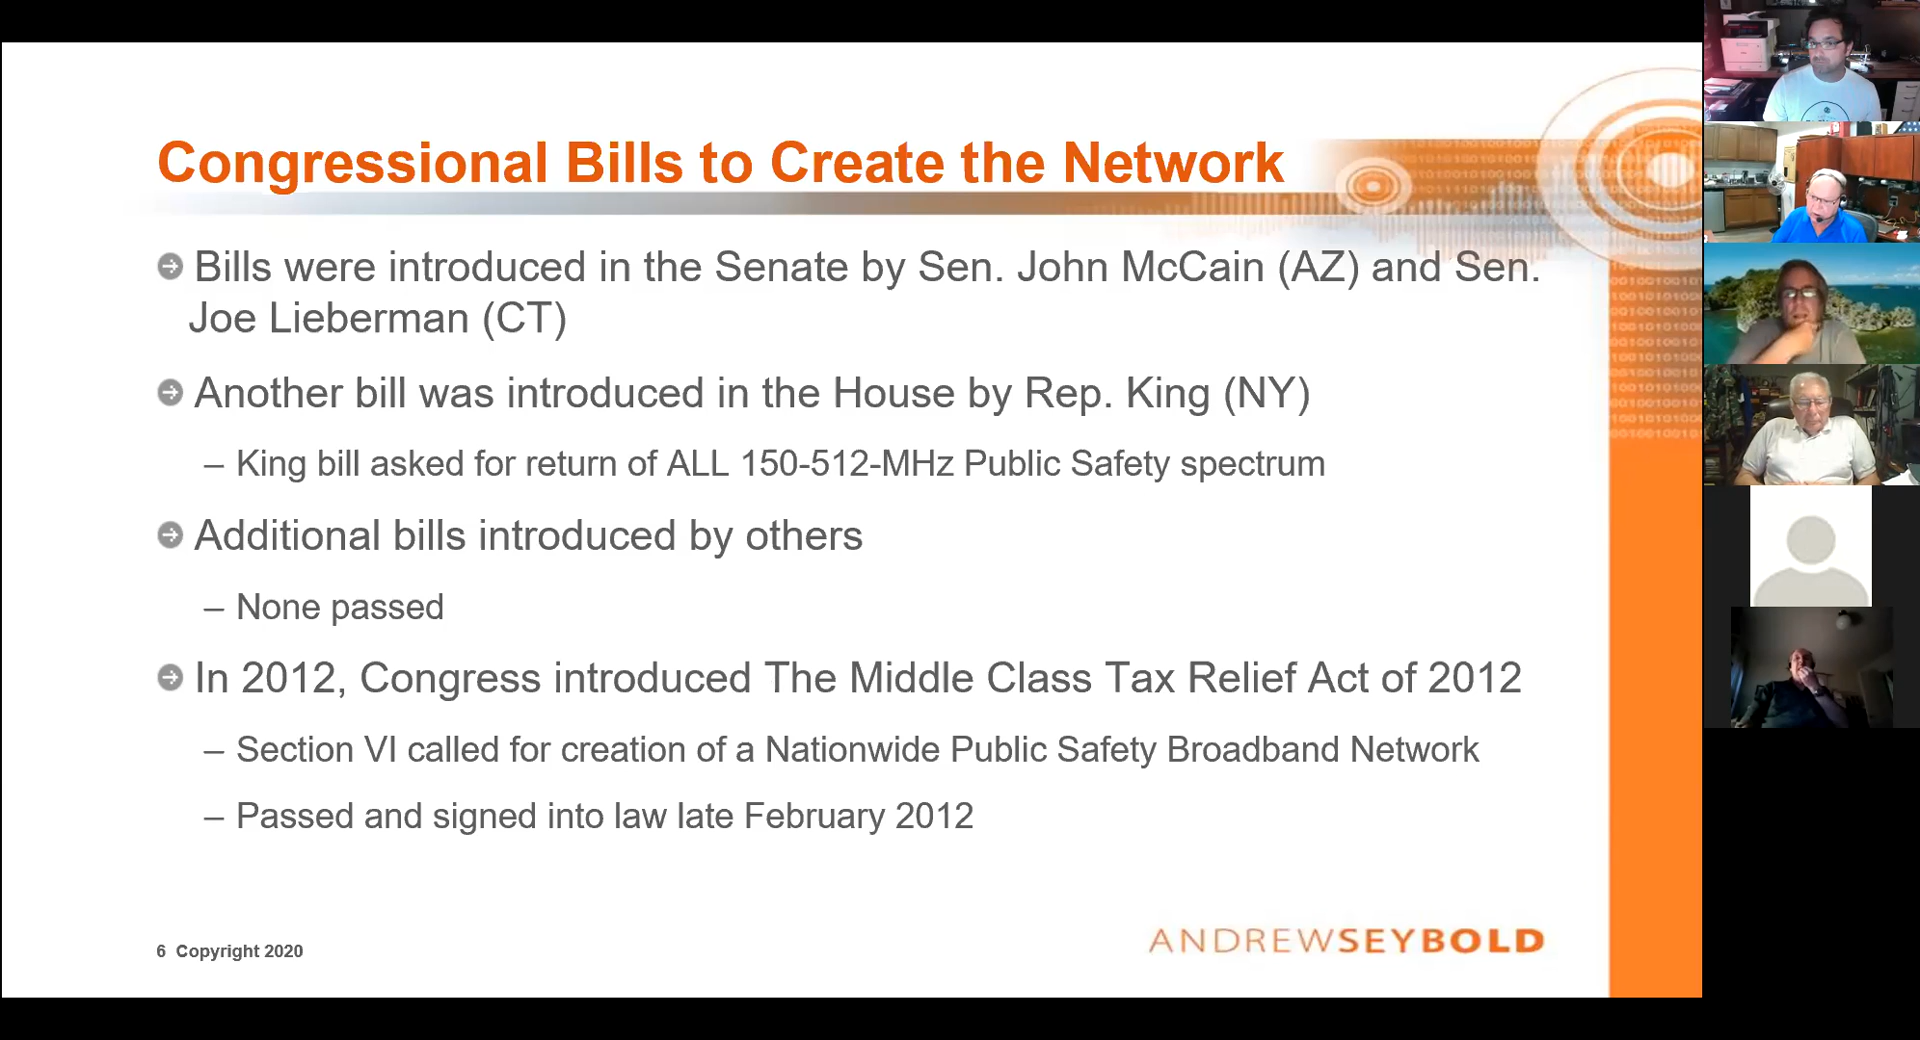 Congressional Bills to Create the Network
Bills were introduced in the Senate by Sen. John McCain (AZ) and Sen.
Joe Lieberman (CT)
Another bill was introduced in the House by Rep. King (NY)
– King bill asked for return of ALL 150-512-MHz Public Safety spectrum
Additional bills introduced by others
– None passed
In 2012, Congress introduced The Middle Class Tax Relief Act of 2012
– Section VI called for creation of a Nationwide Public Safety Broadband Network
– Passed and signed into law late February 2012
6 Copyright 2020
ANDREWSEYBOLD